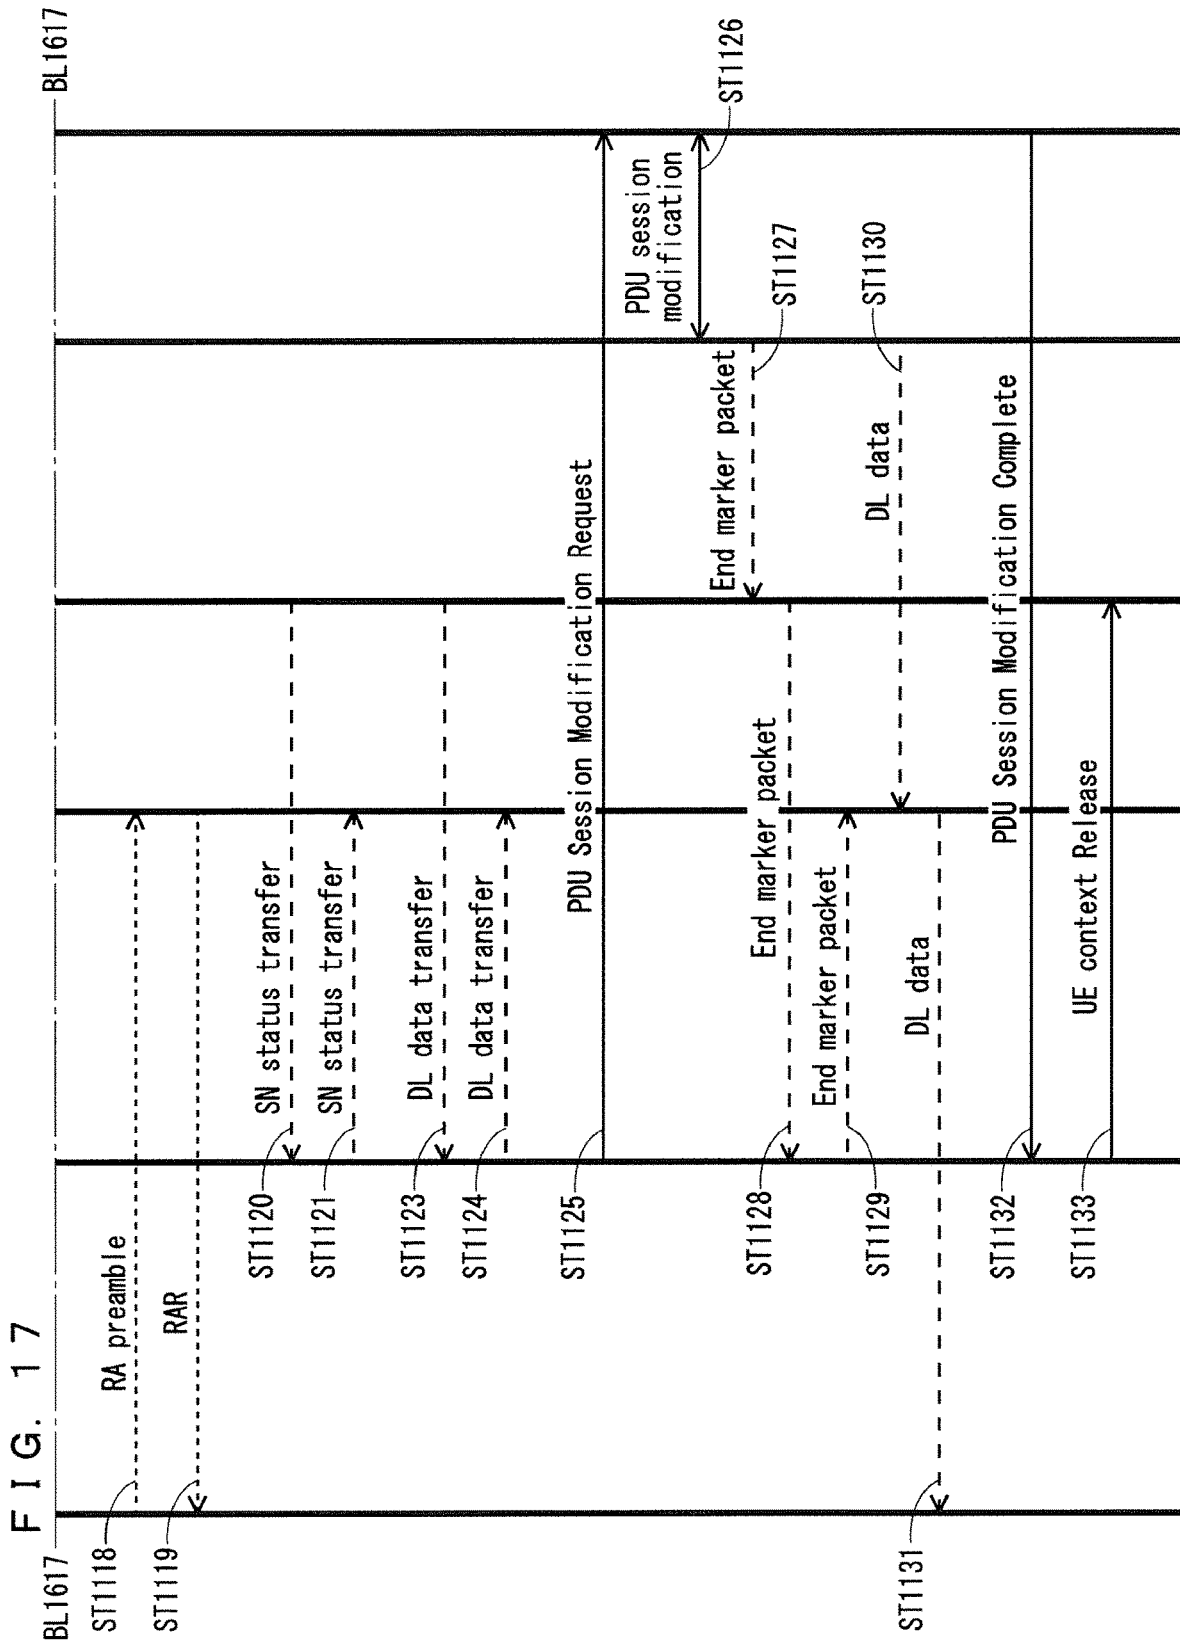 FIG. 17
BL1617
BL1617
ST1118
RA preamble
ST1119
RAR
ST1120
SN status transfer
ST1121
SN status transfer
ST1123
DL data transfer
ST1124
DL data transfer
ST1125
PDU Session Modification Request
PDU session
modification
ST1126
End marker packet
ST1127
ST1128
End marker packet
ST1129
End marker packet
DL data
ST1130
ST1131
DL data
ST1132
PDU Session Modification Complete
ST1133
UE context Release